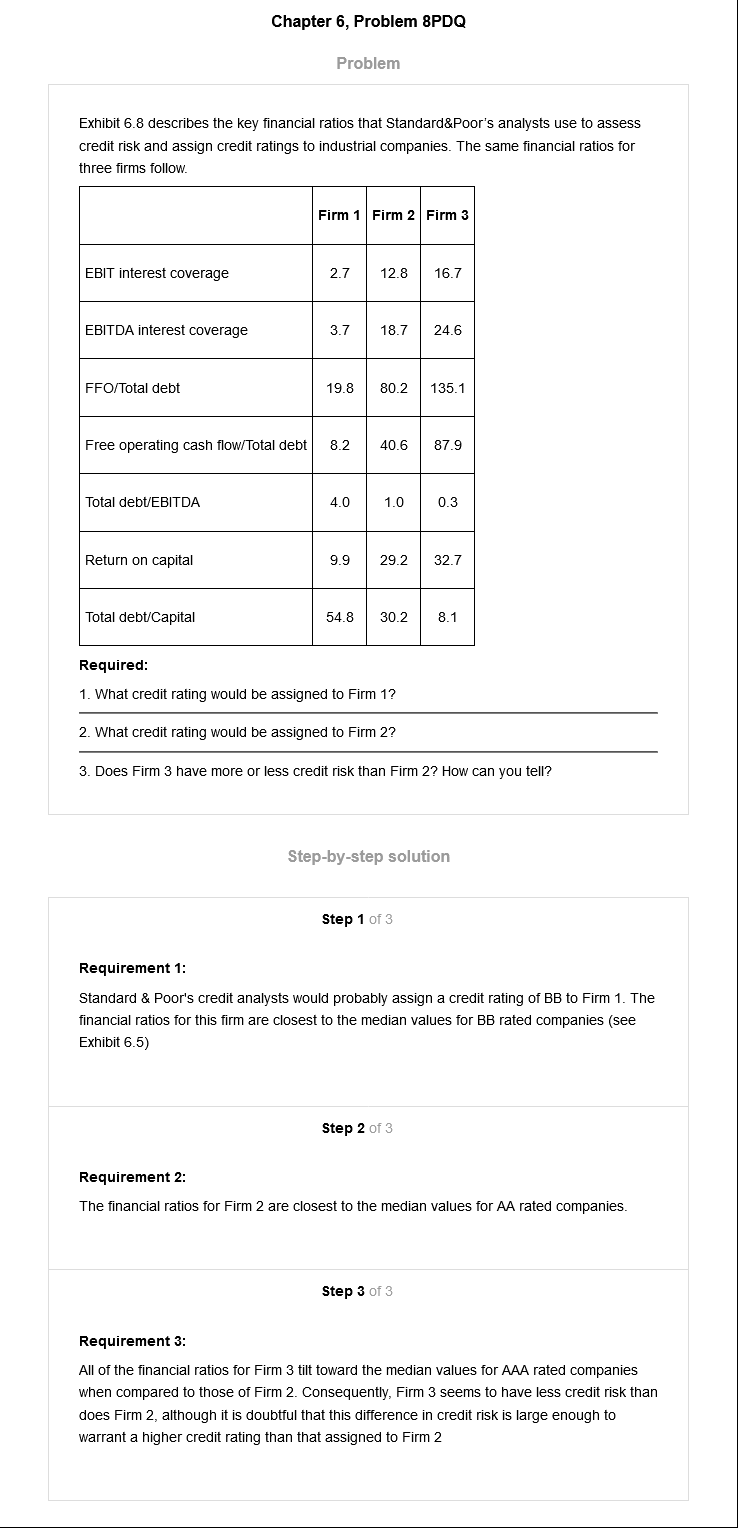 Chapter 6, Problem 8PDQ
Problem
Exhibit 6.8 describes the key financial ratios that Standard&Poor's analysts use to assess
credit risk and assign credit ratings to industrial companies. The same financial ratios for
three firms follow.
Firm 1 Firm 2 Firm 3
EBIT interest coverage 2.7 12.8 16.7
EBITDA interest coverage 3.7 18.7 24.6
FFO/Total debt 19.8 80.2 135.1
Free operating cash flow/Total debt 8.2 40.6 87.9
Total debt/EBITDA 4.0 1.0 0.3
Return on capital 9.9 29.2 32.7
Total debt/Capital 54.8 30.2 8.1
Required:
1. What credit rating would be assigned to Firm 1?
2. What credit rating would be assigned to Firm 2?
3. Does Firm 3 have more or less credit risk than Firm 2? How can you tell?
Step-by-step solution
Step 1 of 3
Requirement 1:
Standard & Poor's credit analysts would probably assign a credit rating of BB to Firm 1. The
financial ratios for this firm are closest to the median values for BB rated companies (see
Exhibit 6.5)
Step 2 of 3
Requirement 2:
The financial ratios for Firm 2 are closest to the median values for AA rated companies.
Step 3 of 3
Requirement 3:
All of the financial ratios for Firm 3 tilt toward the median values for AAA rated companies
when compared to those of Firm 2. Consequently, Firm 3 seems to have less credit risk than
does Firm 2, although it is doubtful that this difference in credit risk is large enough to
warrant a higher credit rating than that assigned to Firm 2